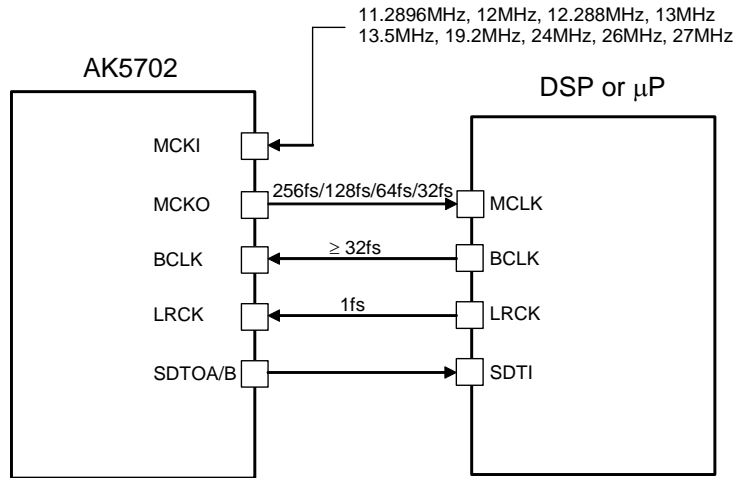 11.2896MHz, 12MHz, 12.288MHz, 13MHz
13.5MHz, 19.2MHz, 24MHz, 26MHz, 27MHz
AK5702
DSP or μP
MCKI
MCKO
256fs/128fs/64fs/32fs
MCLK
BCLK
≥ 32fs
BCLK
LRCK
1fs
LRCK
SDTOA/B
SDTI